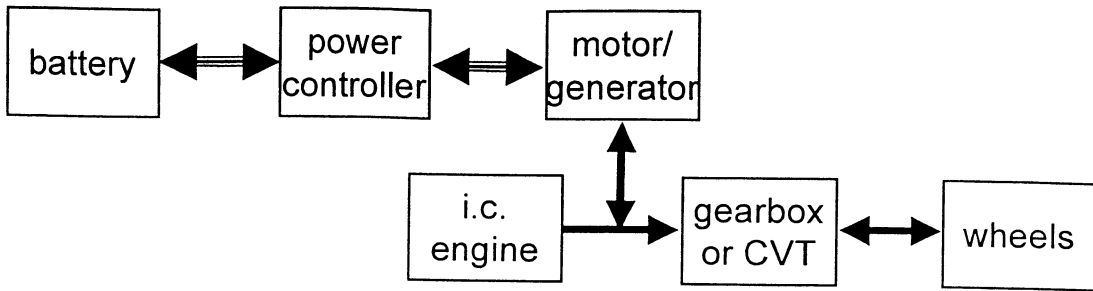 battery
power
controller
motor/
generator
i.c.
engine
gearbox
or CVT
wheels